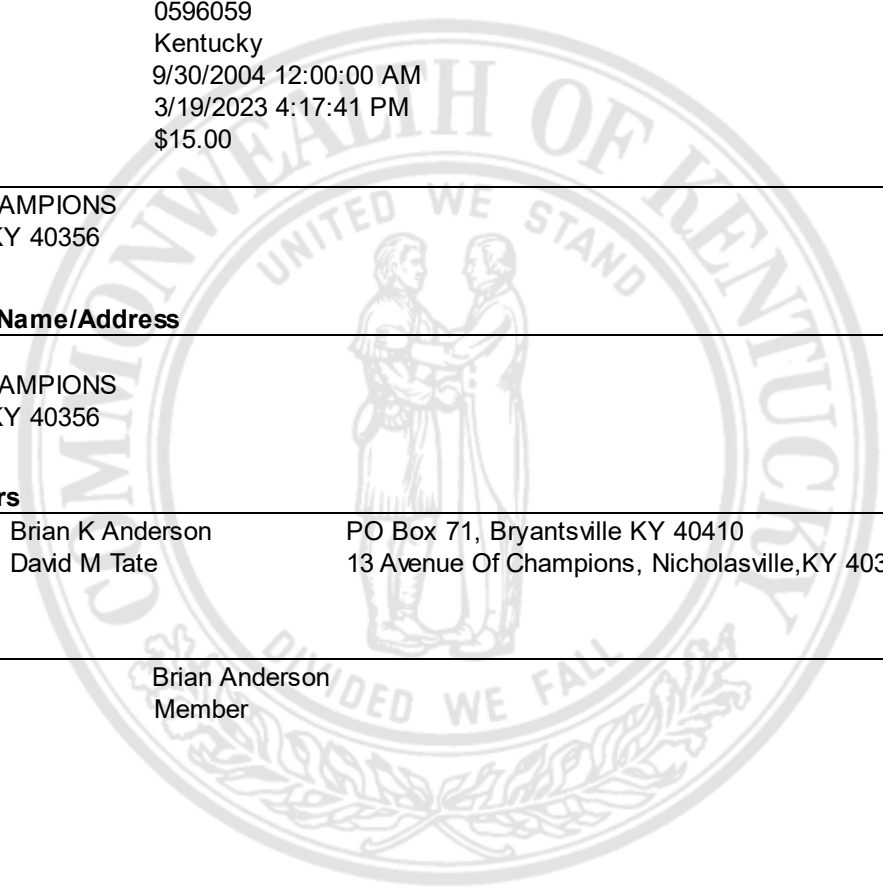 0596059
Kentucky
9/30/2004 12:00:00 AM
3/19/2023 4:17:41 PM
$15.00
AMPIONS
KY 40356
Name/Address
AMPIONS
KY 40356
rs
Brian K Anderson PO Box 71, Bryantsville KY 40410
David M Tate 13 Avenue Of Champions, Nicholasville,KY 403
Brian Anderson
Member
COMMONWEALTH OF KENTUCKY
UNITED WE STAND
DIVIDED WE FALL